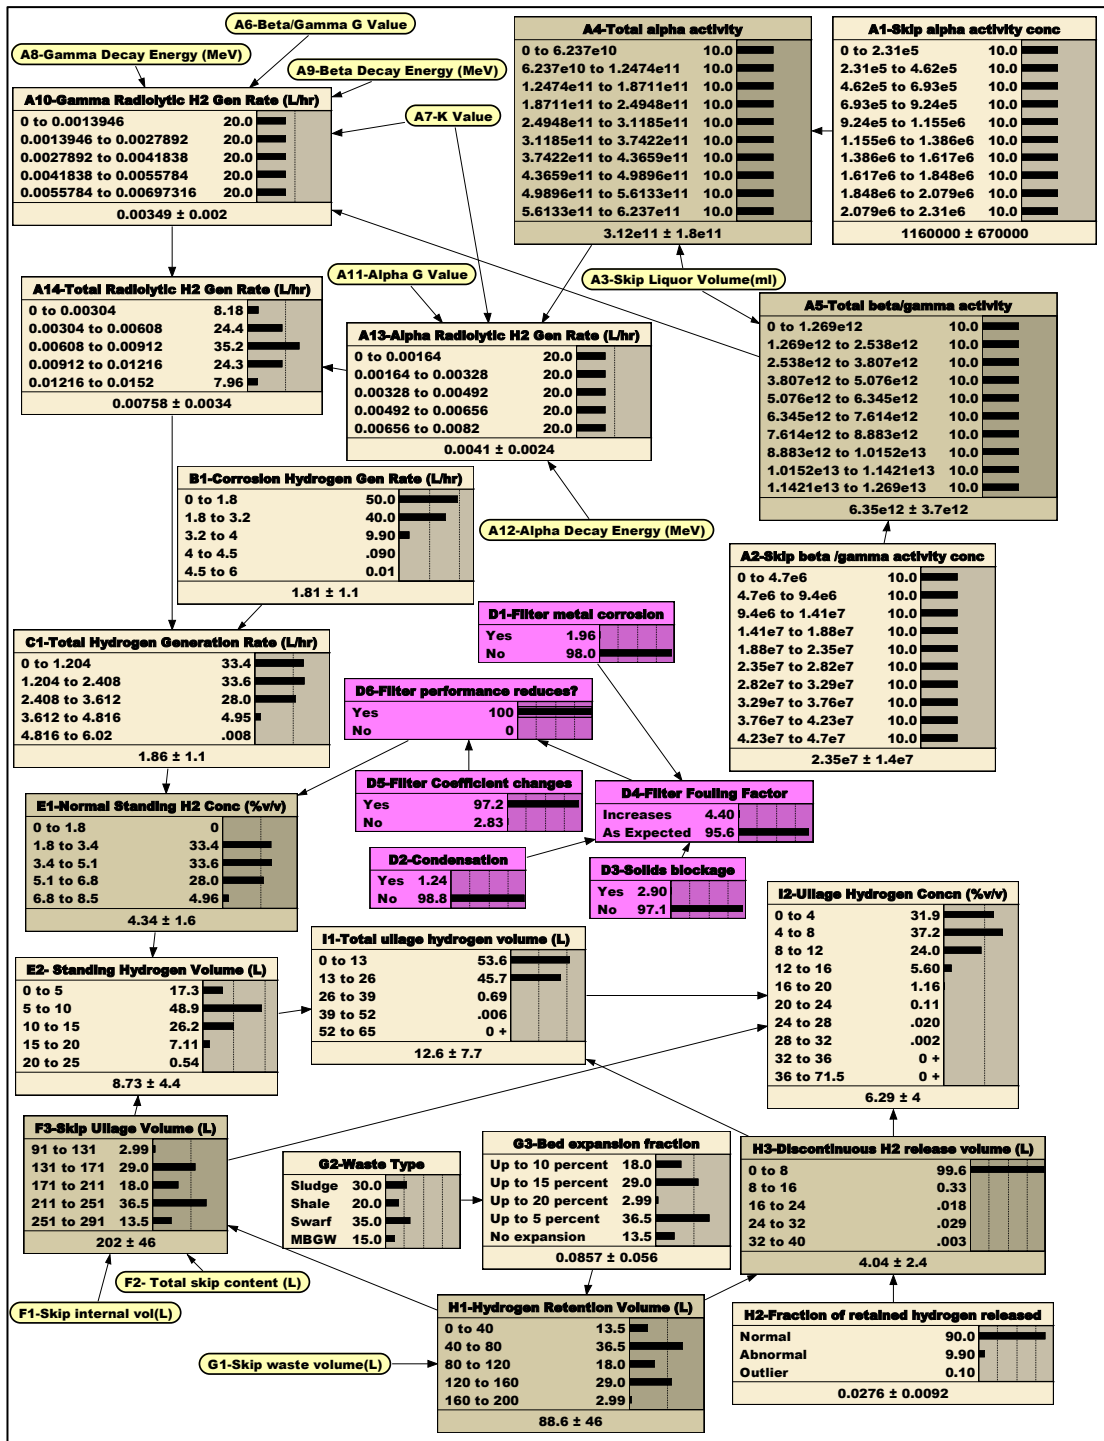 A6-Beta/Gamma G Value
A8-Gamma Decay Energy (MeV)
A9-Beta Decay Energy (MeV)
A7-K Value
A10-Gamma Radiolytic H2 Gen Rate (L/hr)
0 to 0.0013946 20.0
0.0013946 to 0.0027892 20.0
0.0027892 to 0.0041838 20.0
0.0041838 to 0.0055784 20.0
0.0055784 to 0.00697316 20.0
0.00349 ± 0.002
A4-Total alpha activity
0 to 6.237e10 10.0
6.237e10 to 1.2474e11 10.0
1.2474e11 to 1.8711e11 10.0
1.8711e11 to 2.4948e11 10.0
2.4948e11 to 3.1185e11 10.0
3.1185e11 to 3.7422e11 10.0
3.7422e11 to 4.3659e11 10.0
4.3659e11 to 4.9896e11 10.0
4.9896e11 to 5.6133e11 10.0
5.6133e11 to 6.237e11 10.0
3.12e11 ± 1.8e11
A1-Skip alpha activity conc
0 to 2.31e5 10.0
2.31e5 to 4.62e5 10.0
4.62e5 to 6.93e5 10.0
6.93e5 to 9.24e5 10.0
9.24e5 to 1.155e6 10.0
1.155e6 to 1.386e6 10.0
1.386e6 to 1.617e6 10.0
1.617e6 to 1.848e6 10.0
1.848e6 to 2.079e6 10.0
2.079e6 to 2.31e6 10.0
1160000 ± 670000
A11-Alpha G Value
A3-Skip Liquor Volume(ml)
A14-Total Radiolytic H2 Gen Rate (L/hr)
0 to 0.00304 8.18
0.00304 to 0.00608 24.4
0.00608 to 0.00912 35.2
0.00912 to 0.01216 24.3
0.01216 to 0.0152 7.96
0.00758 ± 0.0034
A13-Alpha Radiolytic H2 Gen Rate (L/hr)
0 to 0.00164 20.0
0.00164 to 0.00328 20.0
0.00328 to 0.00492 20.0
0.00492 to 0.00656 20.0
0.00656 to 0.0082 20.0
0.0041 ± 0.0024
A5-Total beta/gamma activity
0 to 1.269e12 10.0
1.269e12 to 2.538e12 10.0
2.538e12 to 3.807e12 10.0
3.807e12 to 5.076e12 10.0
5.076e12 to 6.345e12 10.0
6.345e12 to 7.614e12 10.0
7.614e12 to 8.883e12 10.0
8.883e12 to 1.0152e13 10.0
1.0152e13 to 1.1421e13 10.0
1.1421e13 to 1.269e13 10.0
6.35e12 ± 3.7e12
B1-Corrosion Hydrogen Gen Rate (L/hr)
0 to 1.8 50.0
1.8 to 3.2 40.0
3.2 to 4 9.90
4 to 4.5 .090
4.5 to 6 0.01
1.81 ± 1.1
A12-Alpha Decay Energy (MeV)
A2-Skip beta /gamma activity conc
0 to 4.7e6 10.0
4.7e6 to 9.4e6 10.0
9.4e6 to 1.41e7 10.0
1.41e7 to 1.88e7 10.0
1.88e7 to 2.35e7 10.0
2.35e7 to 2.82e7 10.0
2.82e7 to 3.29e7 10.0
3.29e7 to 3.76e7 10.0
3.76e7 to 4.23e7 10.0
4.23e7 to 4.7e7 10.0
2.35e7 ± 1.4e7
D1-Filter metal corrosion
Yes 1.96
No 98.0
C1-Total Hydrogen Generation Rate (L/hr)
0 to 1.204 33.4
1.204 to 2.408 33.6
2.408 to 3.612 28.0
3.612 to 4.816 4.95
4.816 to 6.02 .008
1.86 ± 1.1
D6-Filter performance reduces?
Yes 100
No 0
D5-Filter Coefficient changes
Yes 97.2
No 2.83
D4-Filter Fouling Factor
Increases 4.40
As Expected 95.6
E1-Normal Standing H2 Conc (%v/v)
0 to 1.8 0
1.8 to 3.4 33.4
3.4 to 5.1 33.6
5.1 to 6.8 28.0
6.8 to 8.5 4.96
4.34 ± 1.6
D2-Condensation
Yes 1.24
No 98.8
D3-Solids blockage
Yes 2.90
No 97.1
I2-Ullage Hydrogen Concn (%v/v)
0 to 4 31.9
4 to 8 37.2
8 to 12 24.0
12 to 16 5.60
16 to 20 1.16
20 to 24 0.11
24 to 28 .020
28 to 32 .002
32 to 36 0 +
36 to 71.5 0 +
6.29 ± 4
I1-Total ullage hydrogen volume (L)
0 to 13 53.6
13 to 26 45.7
26 to 39 0.69
39 to 52 .006
52 to 65 0 +
12.6 ± 7.7
E2- Standing Hydrogen Volume (L)
0 to 5 17.3
5 to 10 48.9
10 to 15 26.2
15 to 20 7.11
20 to 25 0.54
8.73 ± 4.4
F3-Skip Ullage Volume (L)
91 to 131 2.99
131 to 171 29.0
171 to 211 18.0
211 to 251 36.5
251 to 291 13.5
202 ± 46
G2-Waste Type
Sludge 30.0
Shale 20.0
Swarf 35.0
MBGW 15.0
G3-Bed expansion fraction
Up to 10 percent 18.0
Up to 15 percent 29.0
Up to 20 percent 2.99
Up to 5 percent 36.5
No expansion 13.5
0.0857 ± 0.056
H3-Discontinuous H2 release volume (L)
0 to 8 99.6
8 to 16 0.33
16 to 24 .018
24 to 32 .029
32 to 40 .003
4.04 ± 2.4
F2- Total skip content (L)
F1-Skip internal vol(L)
G1-Skip waste volume(L)
H1-Hydrogen Retention Volume (L)
0 to 40 13.5
40 to 80 36.5
80 to 120 18.0
120 to 160 29.0
160 to 200 2.99
88.6 ± 46
H2-Fraction of retained hydrogen released
Normal 90.0
Abnormal 9.90
Outlier 0.10
0.0276 ± 0.0092